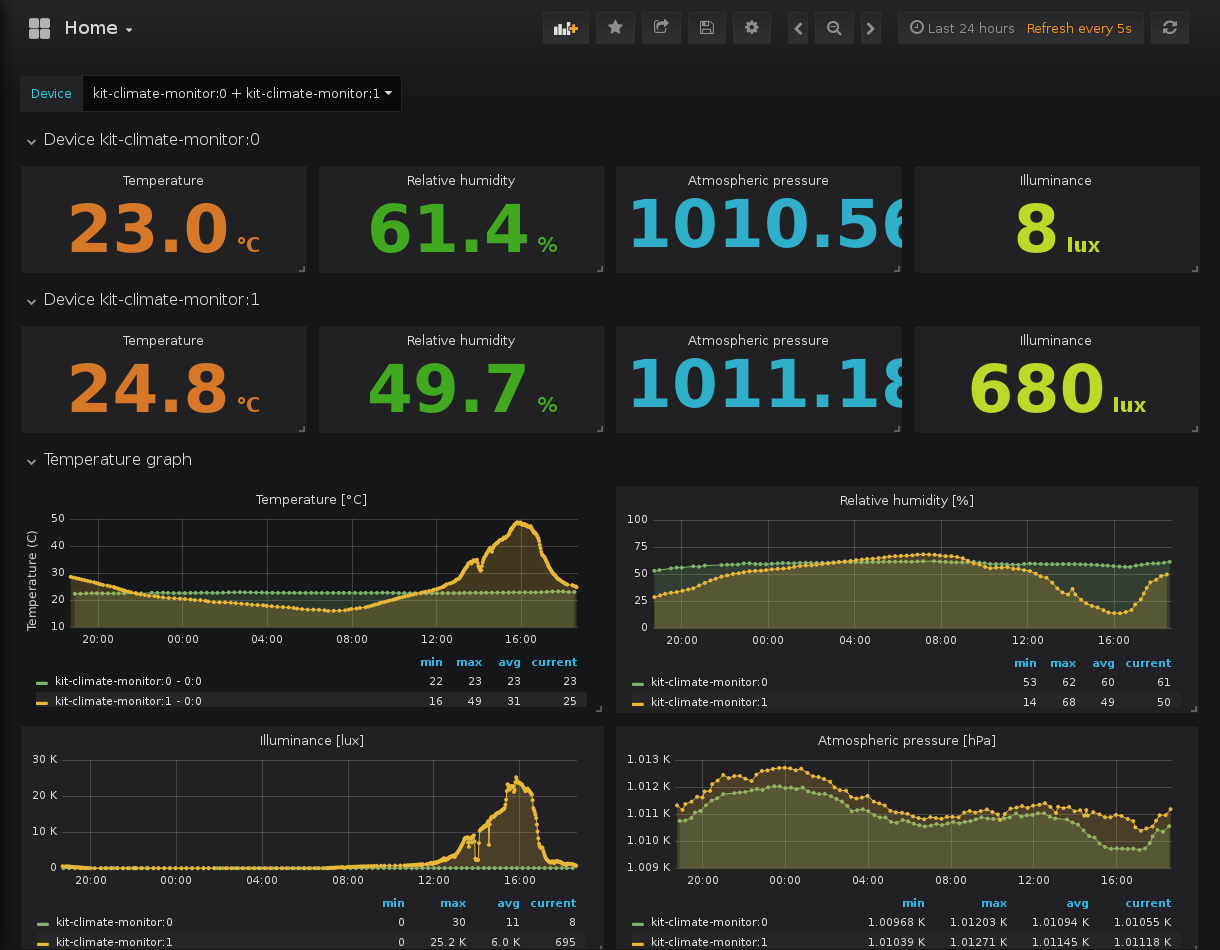 Home
Last 24 hours Refresh every 5s
Device kit-climate-monitor:0 + kit-climate-monitor:1
Device kit-climate-monitor:0
Temperature Relative humidity Atmospheric pressure Illuminance
23.0 °C 61.4 % 1010.56 8 lux
Device kit-climate-monitor:1
Temperature Relative humidity Atmospheric pressure Illuminance
24.8 °C 49.7 % 1011.18 680 lux
Temperature graph
Temperature [°C]
Temperature (C)
50
40
30
20
10
20:00 00:00 04:00 08:00 12:00 16:00
min max avg current
kit-climate-monitor:0 - 0:0 22 23 23 23
kit-climate-monitor:1 - 0:0 16 49 31 25
Relative humidity [%]
100
75
50
25
0
20:00 00:00 04:00 08:00 12:00 16:00
min max avg current
kit-climate-monitor:0 53 62 60 61
kit-climate-monitor:1 14 68 49 50
Illuminance [lux]
30 K
20 K
10 K
0
20:00 00:00 04:00 08:00 12:00 16:00
min max avg current
kit-climate-monitor:0 0 30 11 8
kit-climate-monitor:1 0 25.2 K 6.0 K 695
Atmospheric pressure [hPa]
1.013 K
1.012 K
1.011 K
1.010 K
1.009 K
20:00 00:00 04:00 08:00 12:00 16:00
min max avg current
kit-climate-monitor:0 1.00968 K 1.01203 K 1.01094 K 1.01055 K
kit-climate-monitor:1 1.01039 K 1.01271 K 1.01145 K 1.01118 K